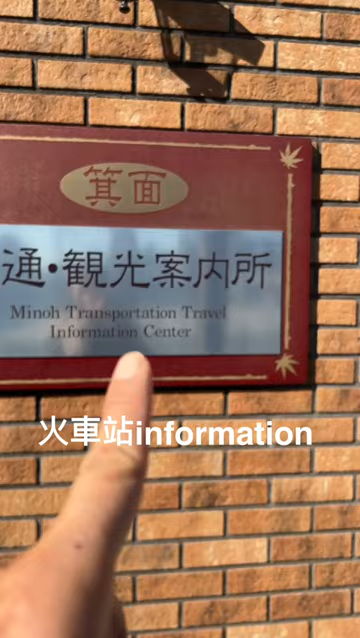 箕面
通・観光案内所
Minoh Transportation Travel
Information Center
火車站information